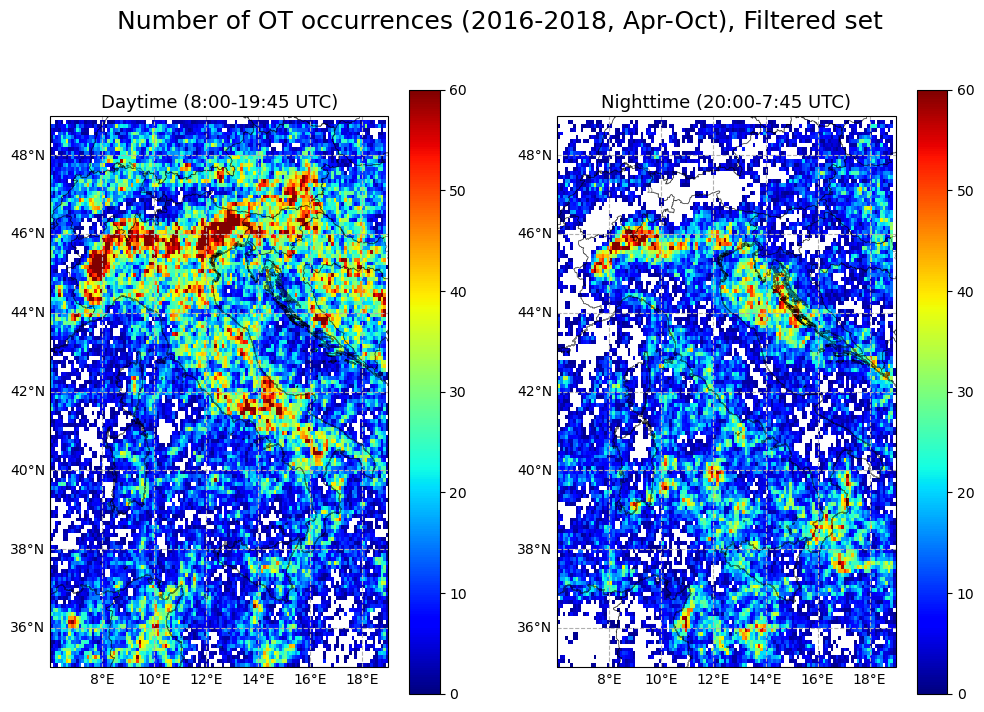 Number of OT occurrences (2016-2018, Apr-Oct), Filtered set
Daytime (8:00-19:45 UTC)
48°N
46°N
44°N
42°N
40°N
38°N
36°N
8°E 10°E 12°E 14°E 16°E 18°E
60
50
40
30
20
10
0
Nighttime (20:00-7:45 UTC)
48°N
46°N
44°N
42°N
40°N
38°N
36°N
8°E 10°E 12°E 14°E 16°E 18°E
60
50
40
30
20
10
0